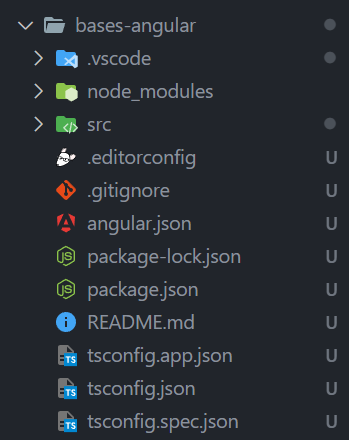 bases-angular
.vscode
node_modules
src
.editorconfig U
.gitignore U
angular.json U
package-lock.json U
package.json U
README.md U
tsconfig.app.json U
tsconfig.json U
tsconfig.spec.json U